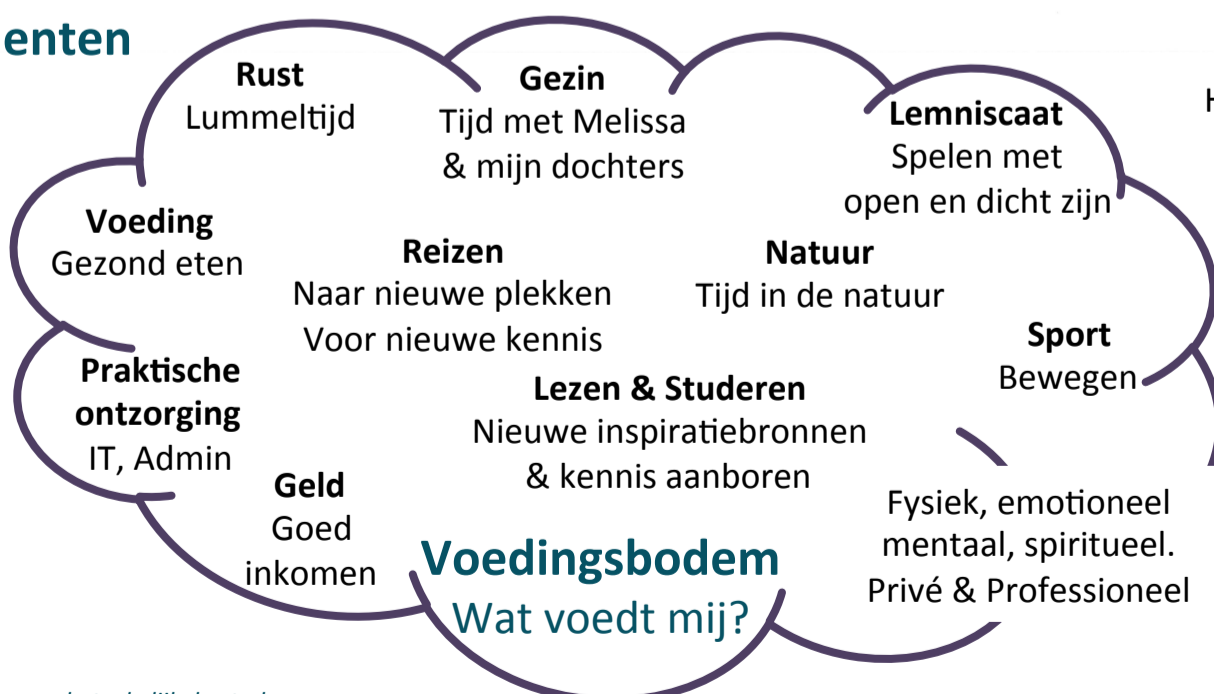 enten
Rust
Lummeltijd
Gezin
Tijd met Melissa
& mijn dochters
Lemniscaat
Spelen met
open en dicht zijn
H
Voeding
Gezond eten
Reizen
Naar nieuwe plekken
Voor nieuwe kennis
Natuur
Tijd in de natuur
Sport
Bewegen
Praktische
ontzorging
IT, Admin
Lezen & Studeren
Nieuwe inspiratiebronnen
& kennis aanboren
Geld
Goed
inkomen
Fysiek, emotioneel
mentaal, spiritueel.
Privé & Professioneel
Voedingsbodem
Wat voedt mij?